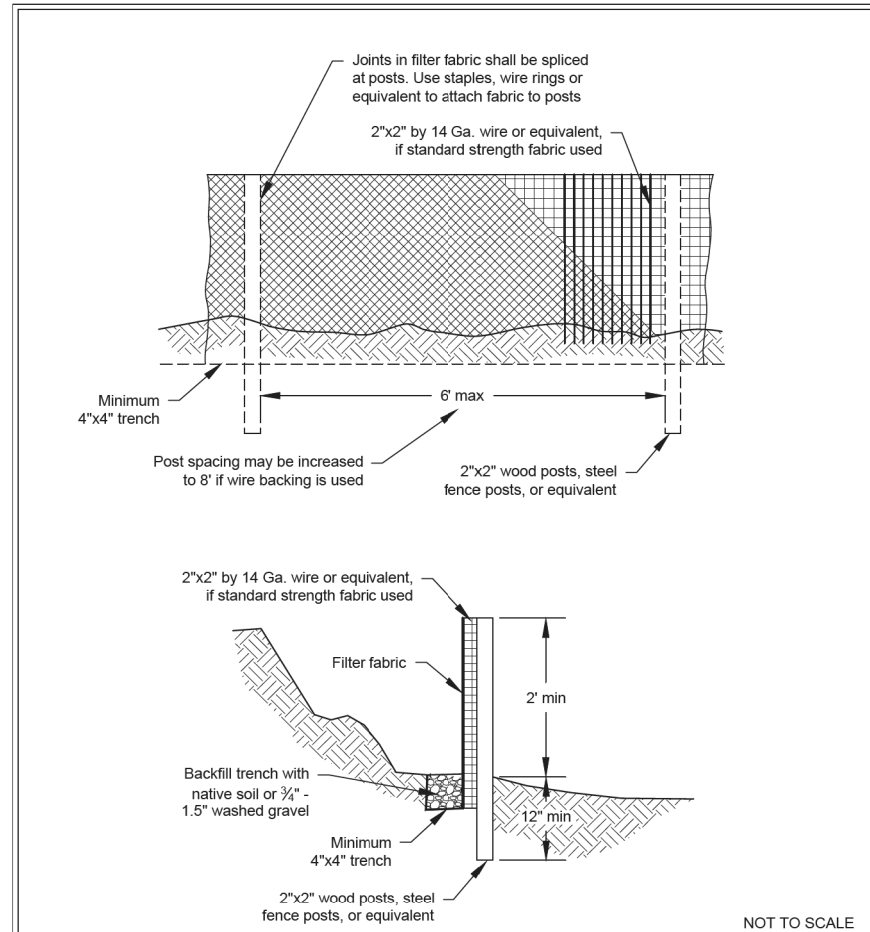 Joints in filter fabric shall be spliced
at posts. Use staples, wire rings or
equivalent to attach fabric to posts
2"x2" by 14 Ga. wire or equivalent,
if standard strength fabric used
Minimum
4"x4" trench
6' max
Post spacing may be increased
to 8' if wire backing is used
2"x2" wood posts, steel
fence posts, or equivalent
2"x2" by 14 Ga. wire or equivalent,
if standard strength fabric used
Filter fabric
2' min
Backfill trench with
native soil or ¾" -
1.5" washed gravel
12" min
Minimum
4"x4" trench
2"x2" wood posts, steel
fence posts, or equivalent
NOT TO SCALE